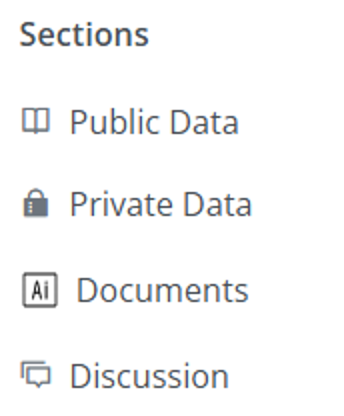 Sections
Public Data
Private Data
Ai Documents
Discussion